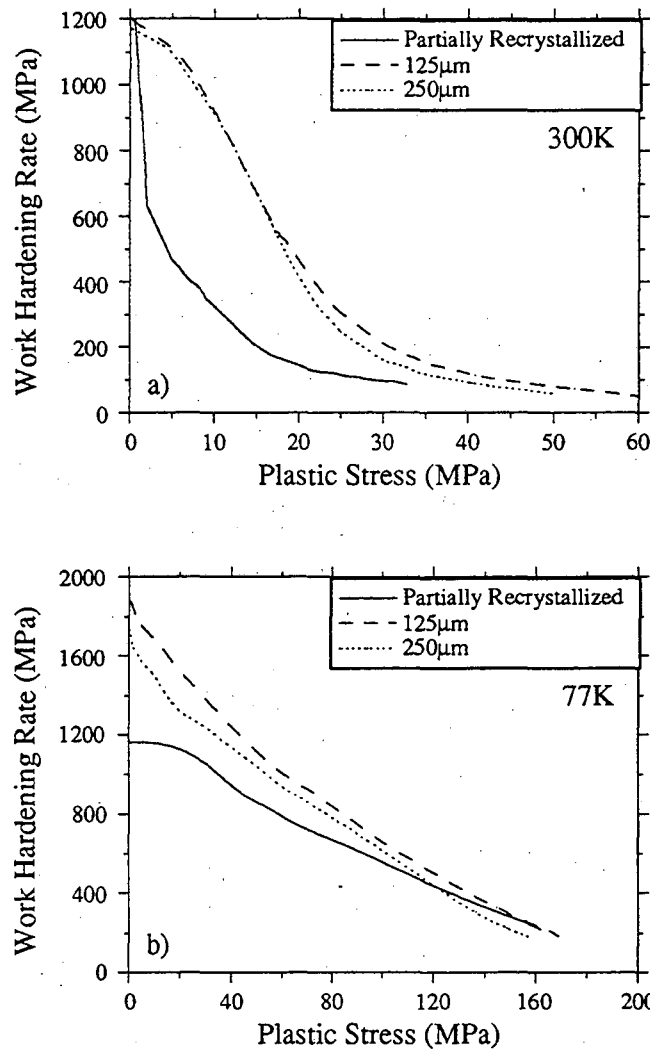 Work Hardening Rate (MPa)
1200
1000
800
600
400
200
0
Partially Recrystallized
125μm
250μm
300K
a)
0 10 20 30 40 50 60
Plastic Stress (MPa)
Work Hardening Rate (MPa)
2000
1600
1200
800
400
0
Partially Recrystallized
125μm
250μm
77K
b)
0 40 80 120 160 200
Plastic Stress (MPa)